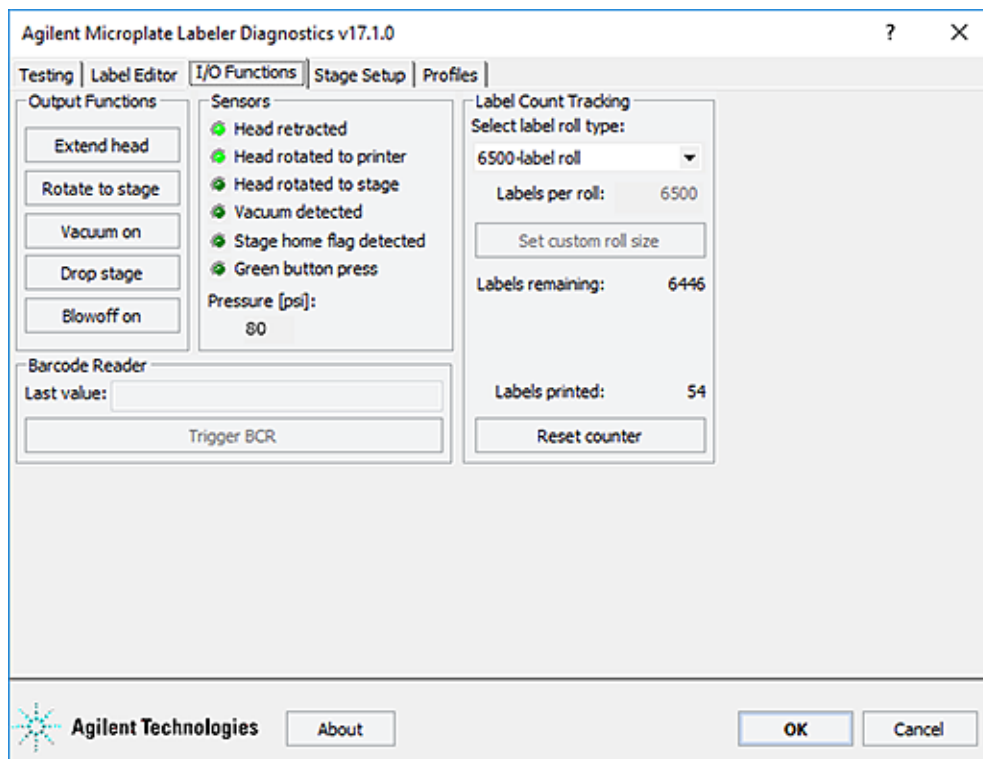 Agilent Microplate Labeler Diagnostics v17.1.0
Testing
Label Editor
I/O Functions
Stage Setup
Profiles
Output Functions
Extend head
Rotate to stage
Vacuum on
Drop stage
Blowoff on
Sensors
Head retracted
Head rotated to printer
Head rotated to stage
Vacuum detected
Stage home flag detected
Green button press
Pressure [psi]:
80
Label Count Tracking
Select label roll type:
6500-label roll
Labels per roll: 6500
Set custom roll size
Labels remaining: 6446
Labels printed: 54
Reset counter
Barcode Reader
Last value:
Trigger BCR
Agilent Technologies
About
OK
Cancel